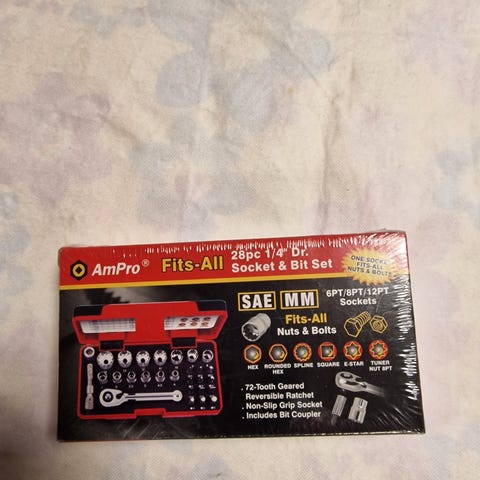 AmPro®
Fits-All
28pc 1/4" Dr.
Socket & Bit Set
ONE SOCKET
FITS-ALL
NUTS & BOLTS
SAE MM
6PT/8PT/12PT
Sockets
Fits-All
Nuts & Bolts
HEX
ROUNDED
HEX
SPLINE
SQUARE
E-STAR
TUNER
NUT 8PT
. 72-Tooth Geared
Reversible Ratchet
. Non-Slip Grip Socket
. Includes Bit Coupler